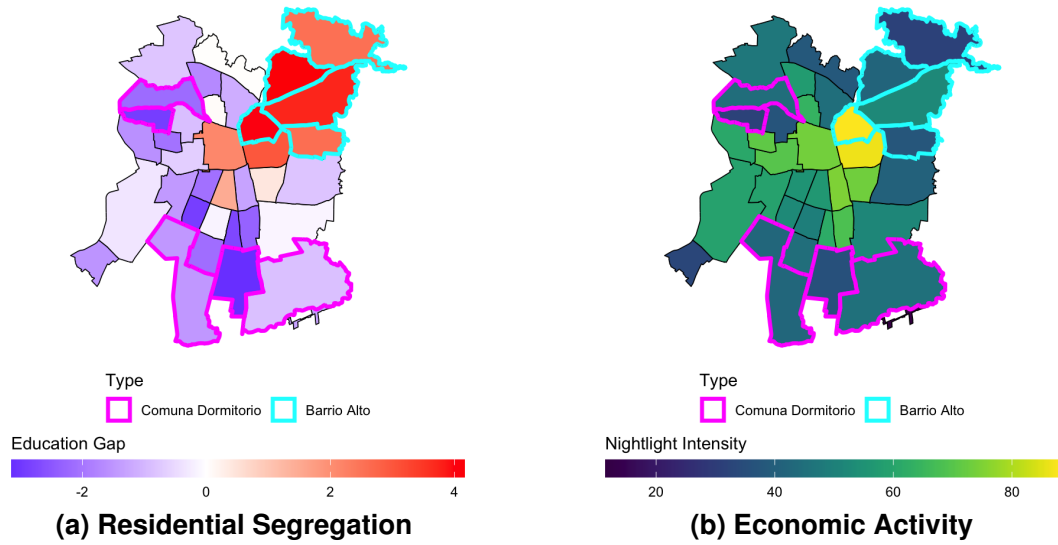 Type
Comuna Dormitorio
Barrio Alto
Education Gap
-2
0
2
4
(a) Residential Segregation
Type
Comuna Dormitorio
Barrio Alto
Nightlight Intensity
20
40
60
80
(b) Economic Activity